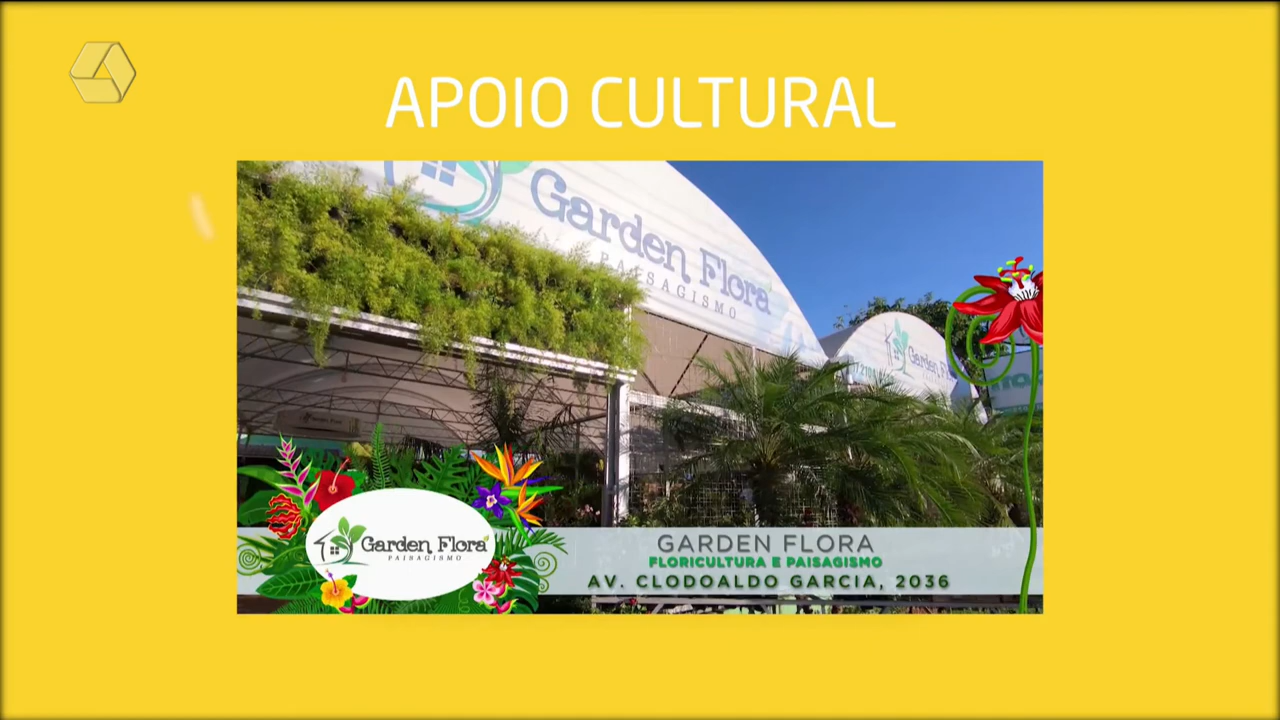 APOIO CULTURAL
Garden Flora
PAISAGISMO
Garden Flora
PAISAGISMO
GARDEN FLORA
FLORICULTURA E PAISAGISMO
AV. CLODOALDO GARCIA, 2036